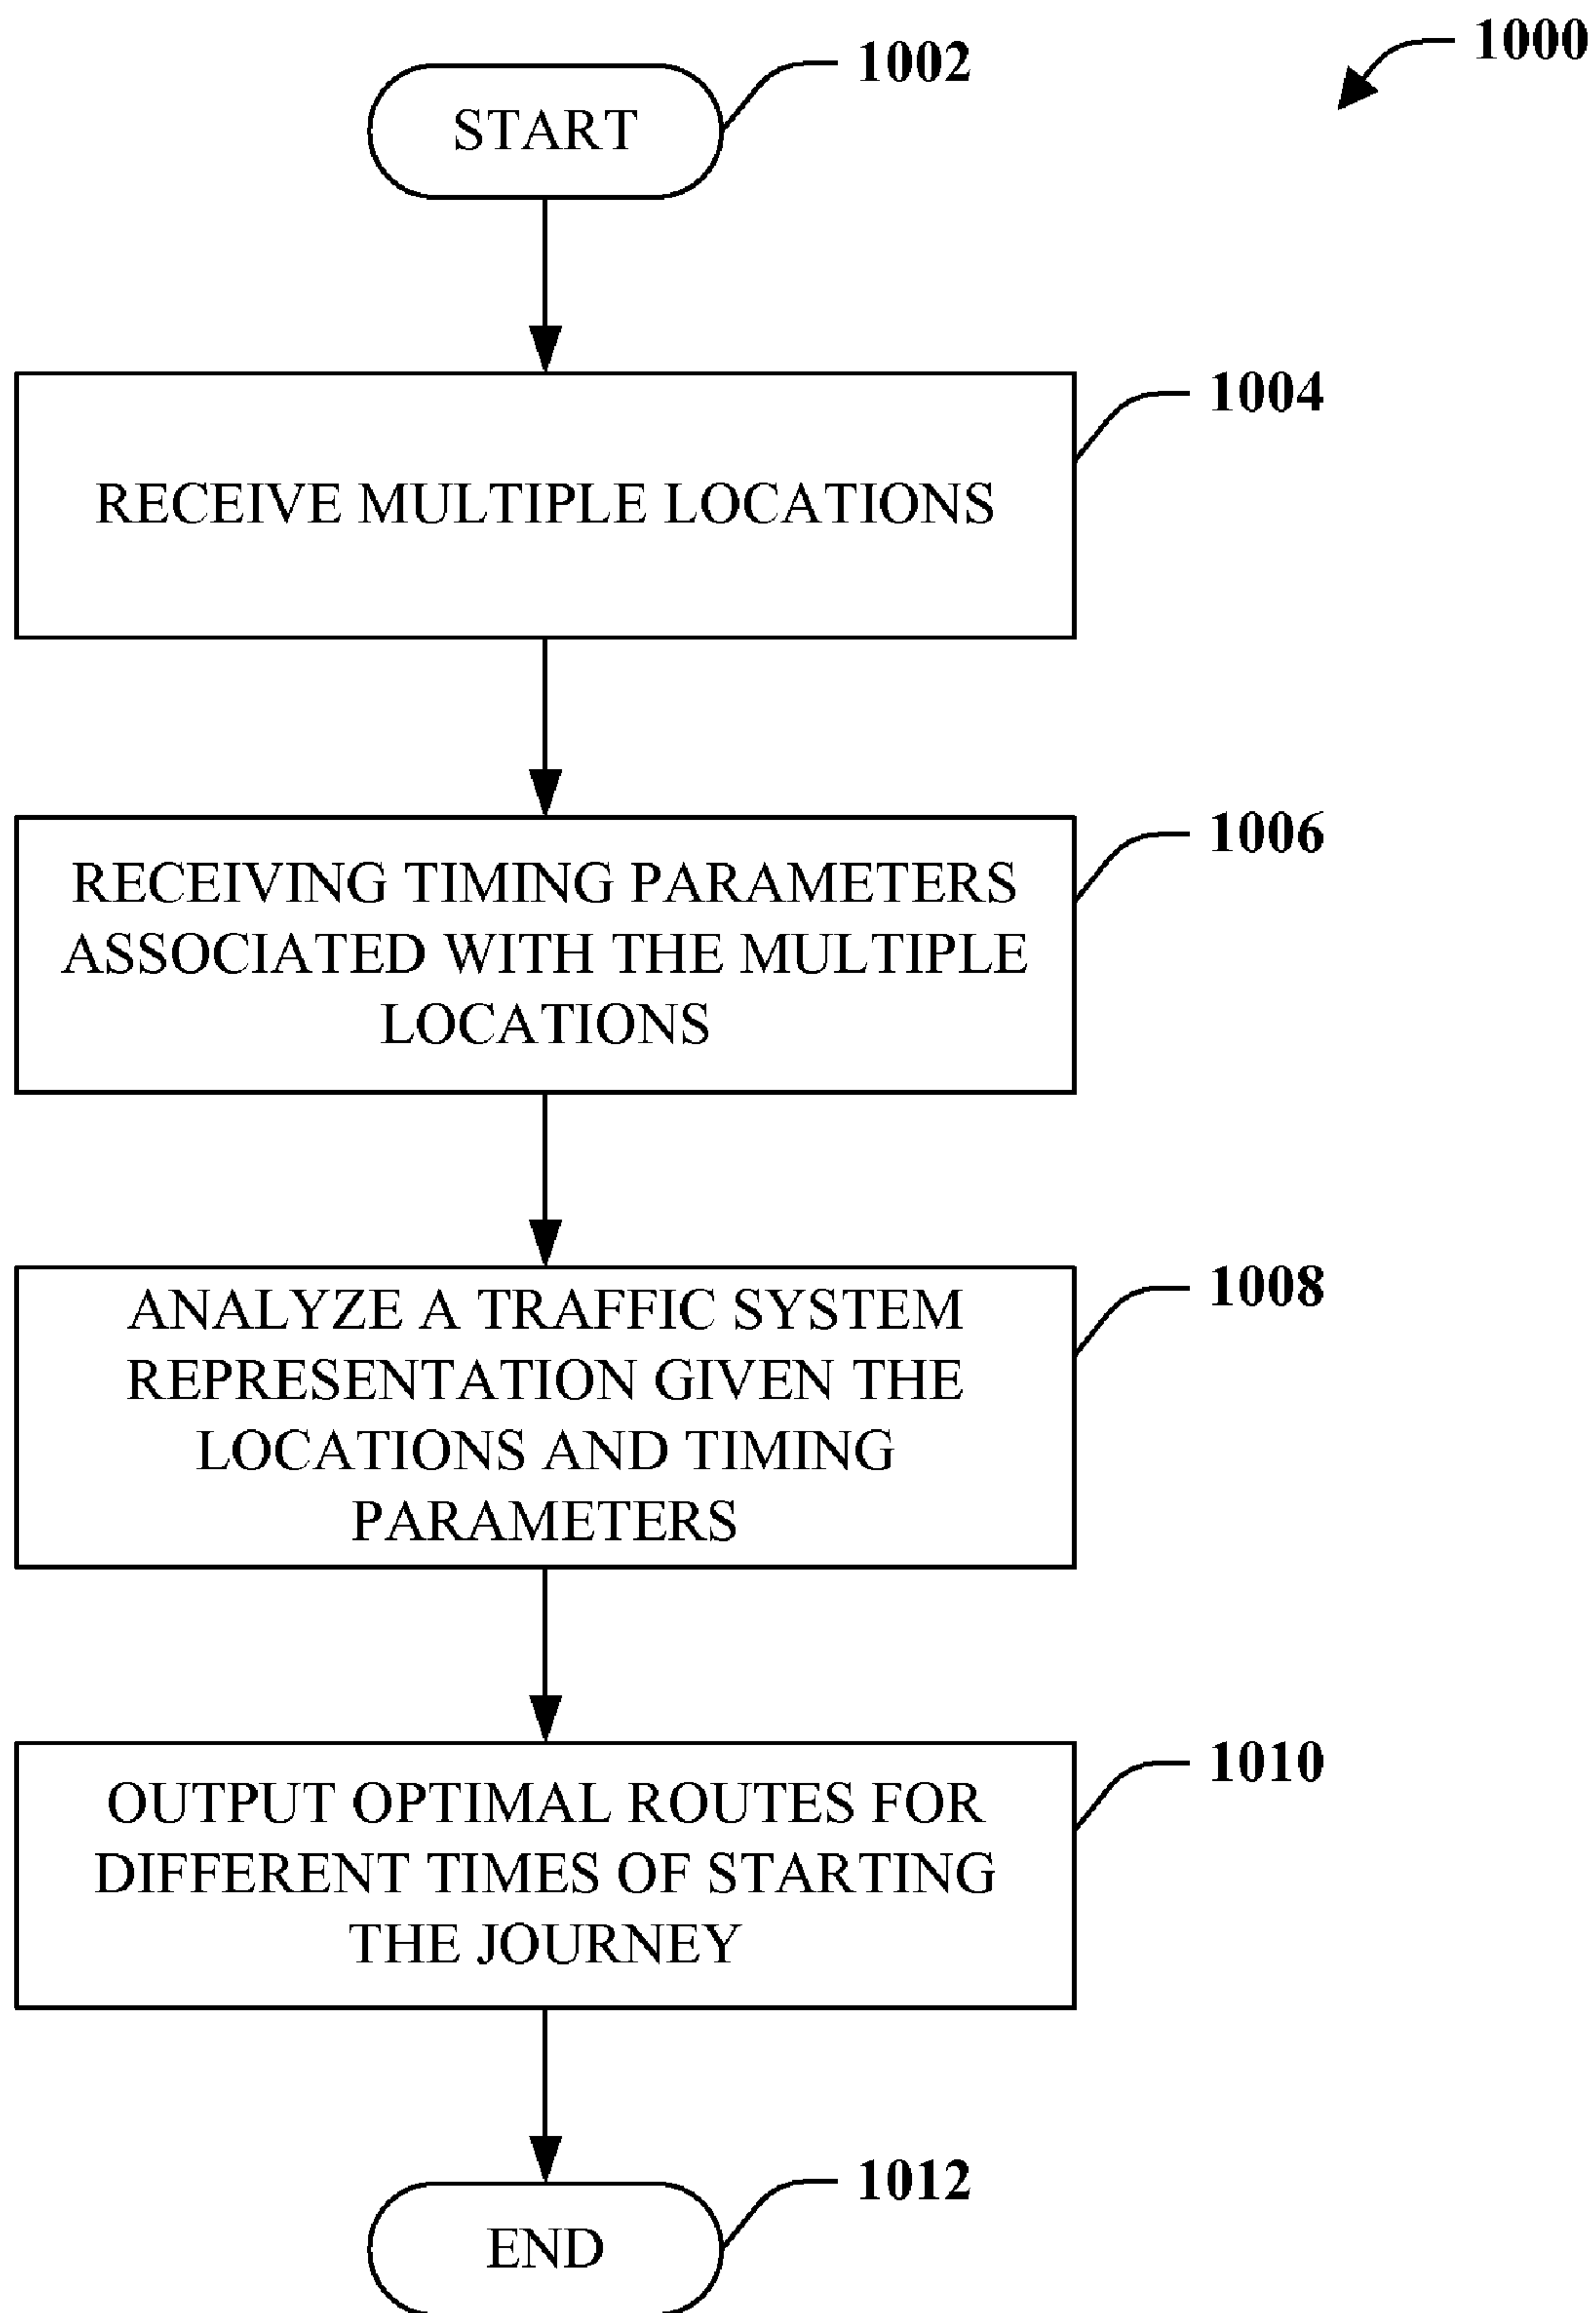 1000
START
1002
RECEIVE MULTIPLE LOCATIONS
1004
RECEIVING TIMING PARAMETERS
ASSOCIATED WITH THE MULTIPLE
LOCATIONS
1006
ANALYZE A TRAFFIC SYSTEM
REPRESENTATION GIVEN THE
LOCATIONS AND TIMING
PARAMETERS
1008
OUTPUT OPTIMAL ROUTES FOR
DIFFERENT TIMES OF STARTING
THE JOURNEY
1010
END
1012